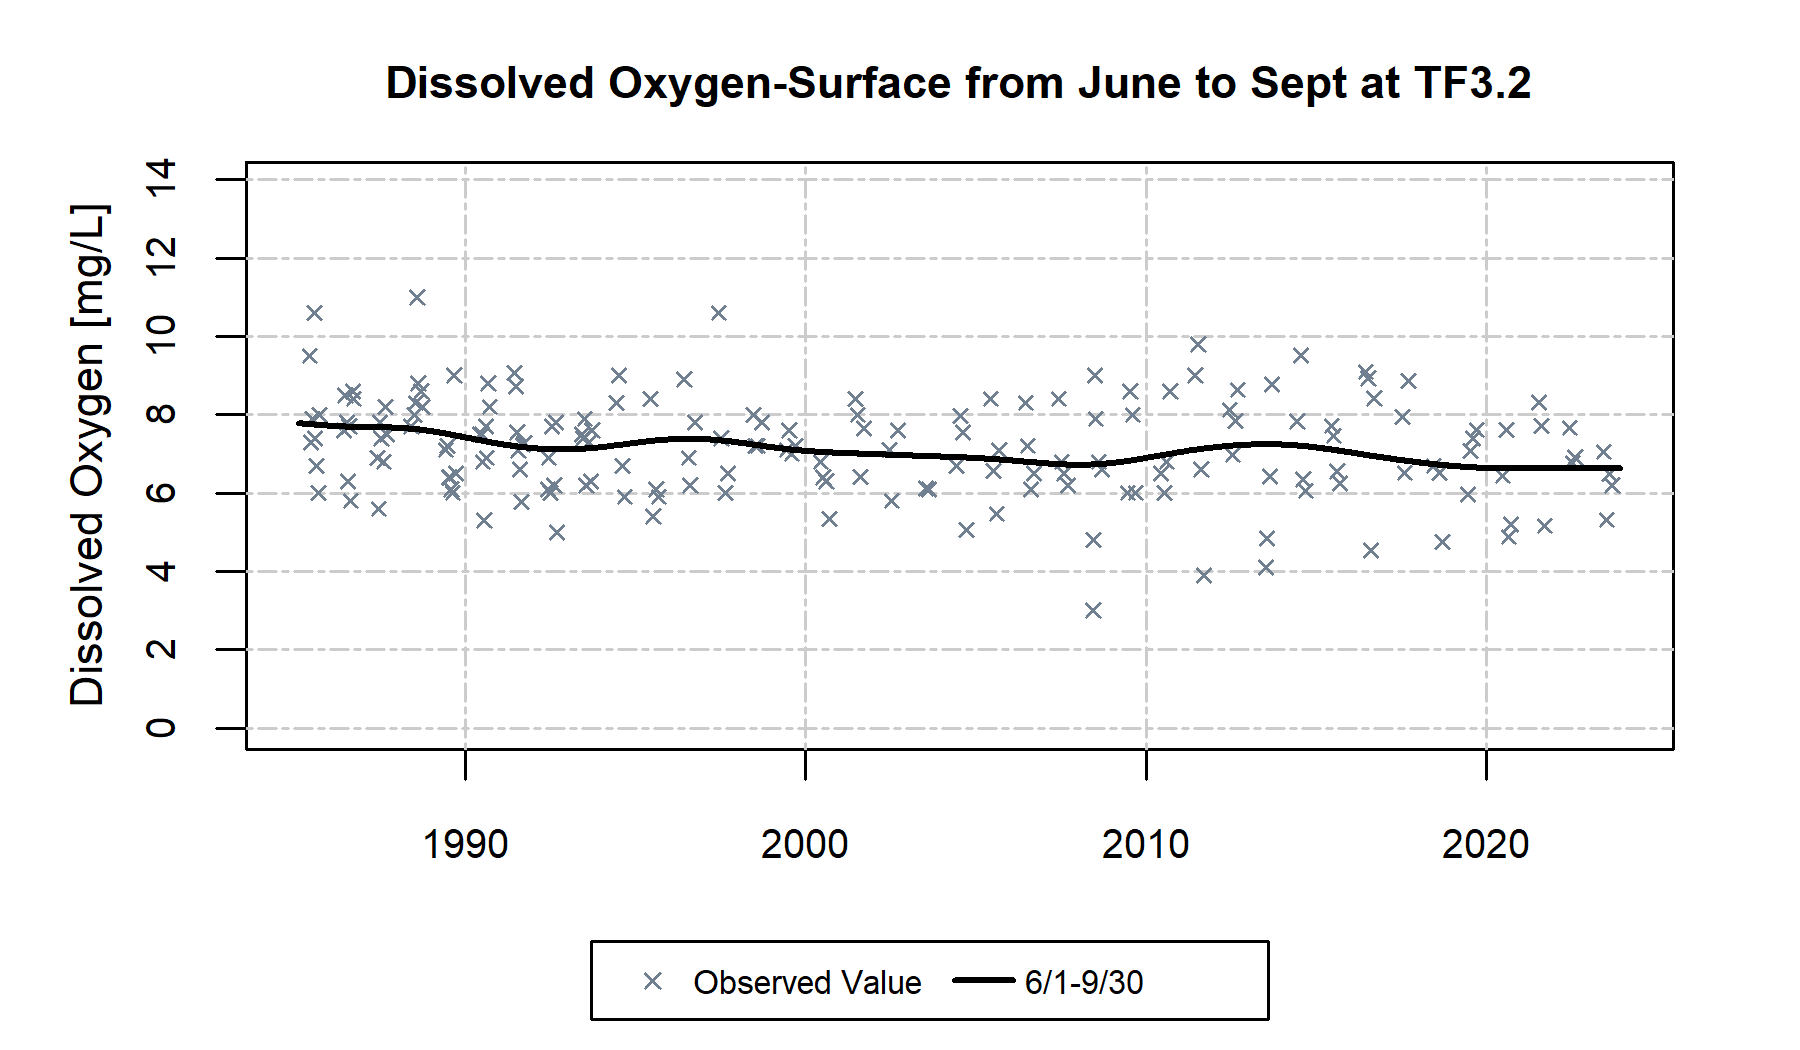 Dissolved Oxygen-Surface from June to Sept at TF3.2
Dissolved Oxygen [mg/L]
14
12
10
8
6
4
2
0
1990 2000 2010 2020
Observed Value 6/1-9/30